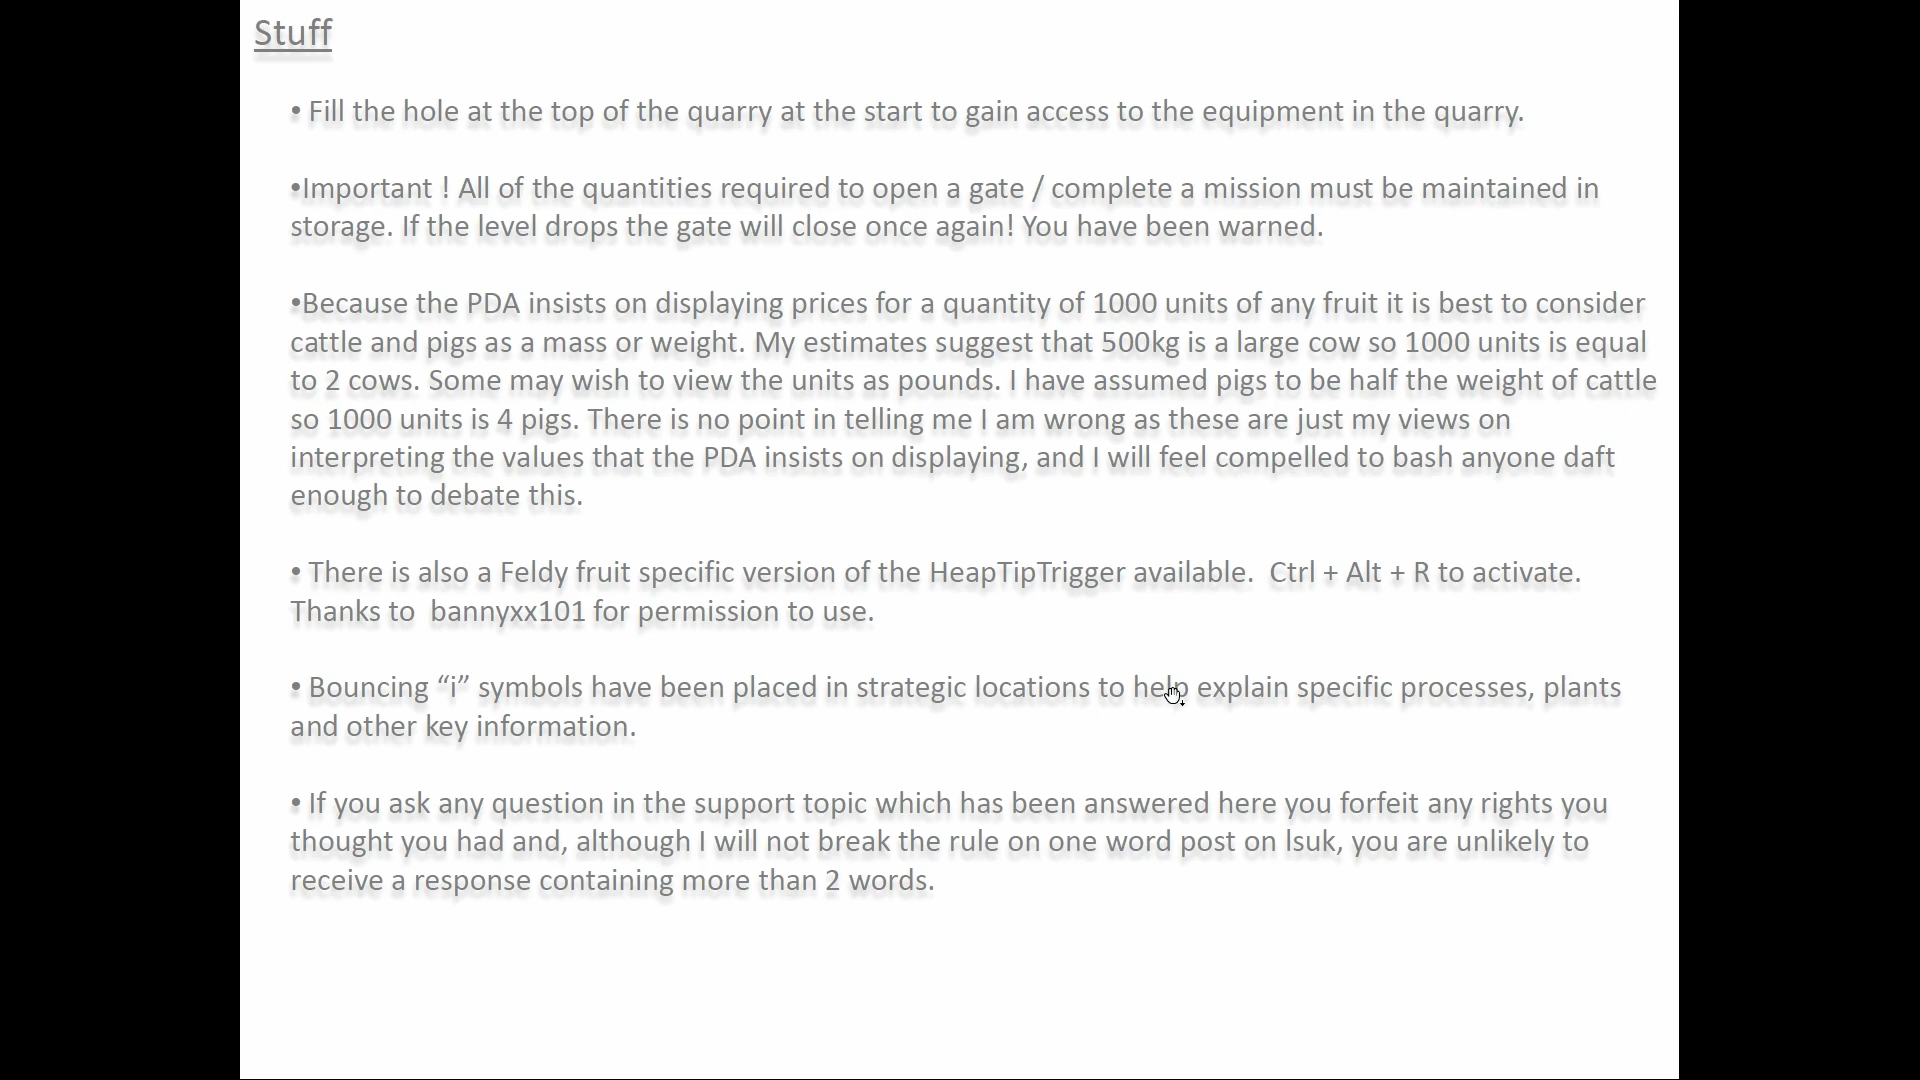 Stuff
• Fill the hole at the top of the quarry at the start to gain access to the equipment in the quarry.
•Important ! All of the quantities required to open a gate / complete a mission must be maintained in
storage. If the level drops the gate will close once again! You have been warned.
•Because the PDA insists on displaying prices for a quantity of 1000 units of any fruit it is best to consider
cattle and pigs as a mass or weight. My estimates suggest that 500kg is a large cow so 1000 units is equal
to 2 cows. Some may wish to view the units as pounds. I have assumed pigs to be half the weight of cattle
so 1000 units is 4 pigs. There is no point in telling me I am wrong as these are just my views on
interpreting the values that the PDA insists on displaying, and I will feel compelled to bash anyone daft
enough to debate this.
• There is also a Feldy fruit specific version of the HeapTipTrigger available.  Ctrl + Alt + R to activate.
Thanks to  bannyxx101 for permission to use.
• Bouncing “i” symbols have been placed in strategic locations to help explain specific processes, plants
and other key information.
• If you ask any question in the support topic which has been answered here you forfeit any rights you
thought you had and, although I will not break the rule on one word post on lsuk, you are unlikely to
receive a response containing more than 2 words.